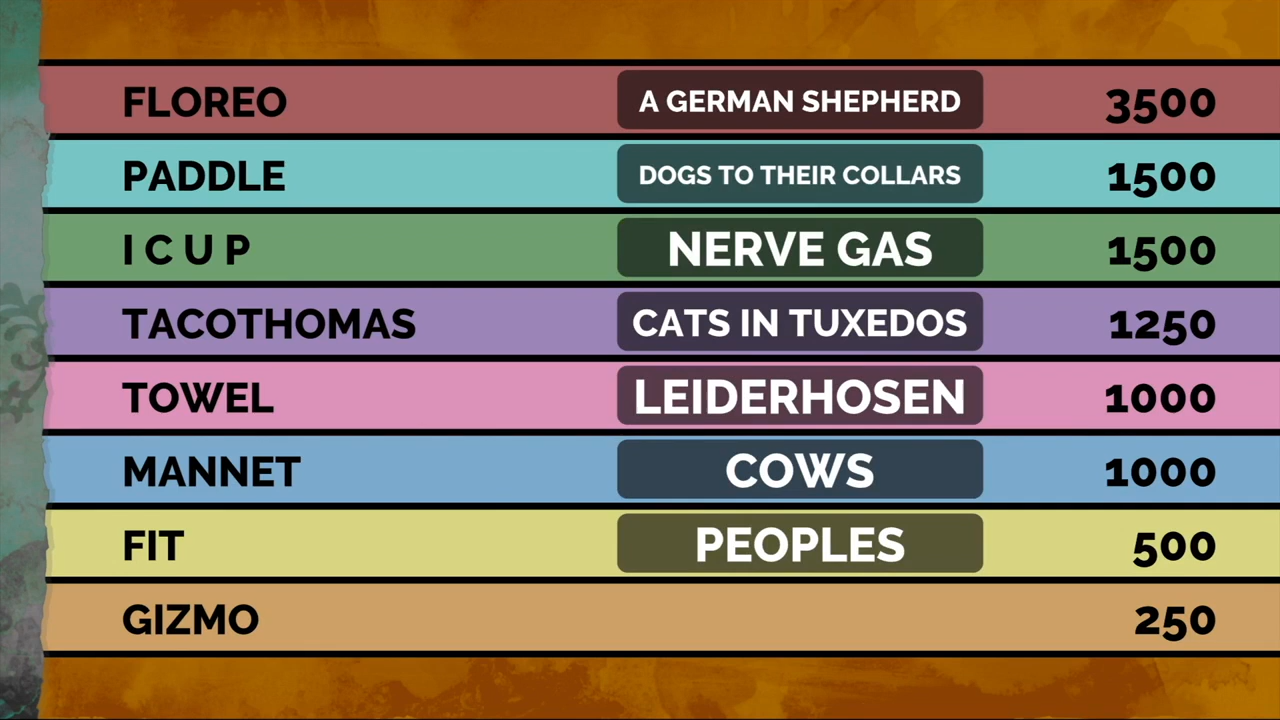 FLOREO A GERMAN SHEPHERD 3500
PADDLE DOGS TO THEIR COLLARS 1500
I C U P NERVE GAS 1500
TACOTHOMAS CATS IN TUXEDOS 1250
TOWEL LEIDERHOSEN 1000
MANNET COWS 1000
FIT PEOPLES 500
GIZMO 250